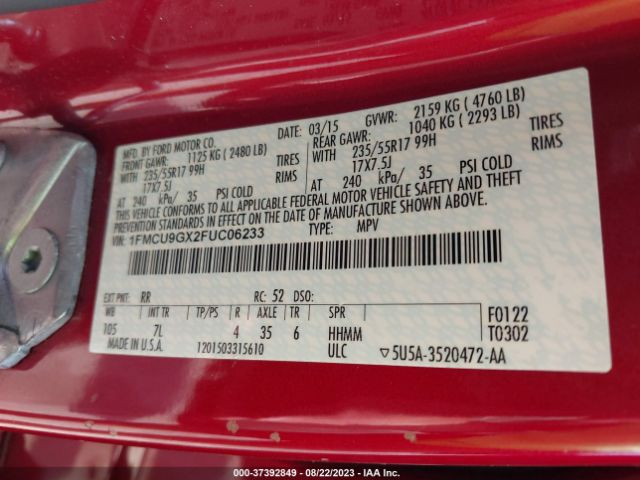 MFD. BY FORD MOTOR CO. DATE: 03/15 GVWR: 2159 KG ( 4760 LB)
FRONT GAWR: 1125 KG ( 2480 LB) REAR GAWR: 1040 KG ( 2293 LB)
WITH 235/55R17 99H TIRES WITH 235/55R17 99H TIRES
17X7.5J RIMS 17X7.5J RIMS
AT 240 kPa/ 35 PSI COLD AT 240 kPa/ 35 PSI COLD
THIS VEHICLE CONFORMS TO ALL APPLICABLE FEDERAL MOTOR VEHICLE SAFETY AND THEFT
PREVENTION STANDARDS IN EFFECT ON THE DATE OF MANUFACTURE SHOWN ABOVE.
VIN: 1FMCU9GX2FUC06233 TYPE: MPV
EXT PNT: RR RC: 52 DSO:
WB INT TR TP/PS R AXLE TR SPR F0122
105 7L 4 35 6 HHMM T0302
MADE IN U.S.A. 1201503315610 ULC ▽5U5A-3520472-AA
000-37392849 - 08/22/2023 - IAA Inc.